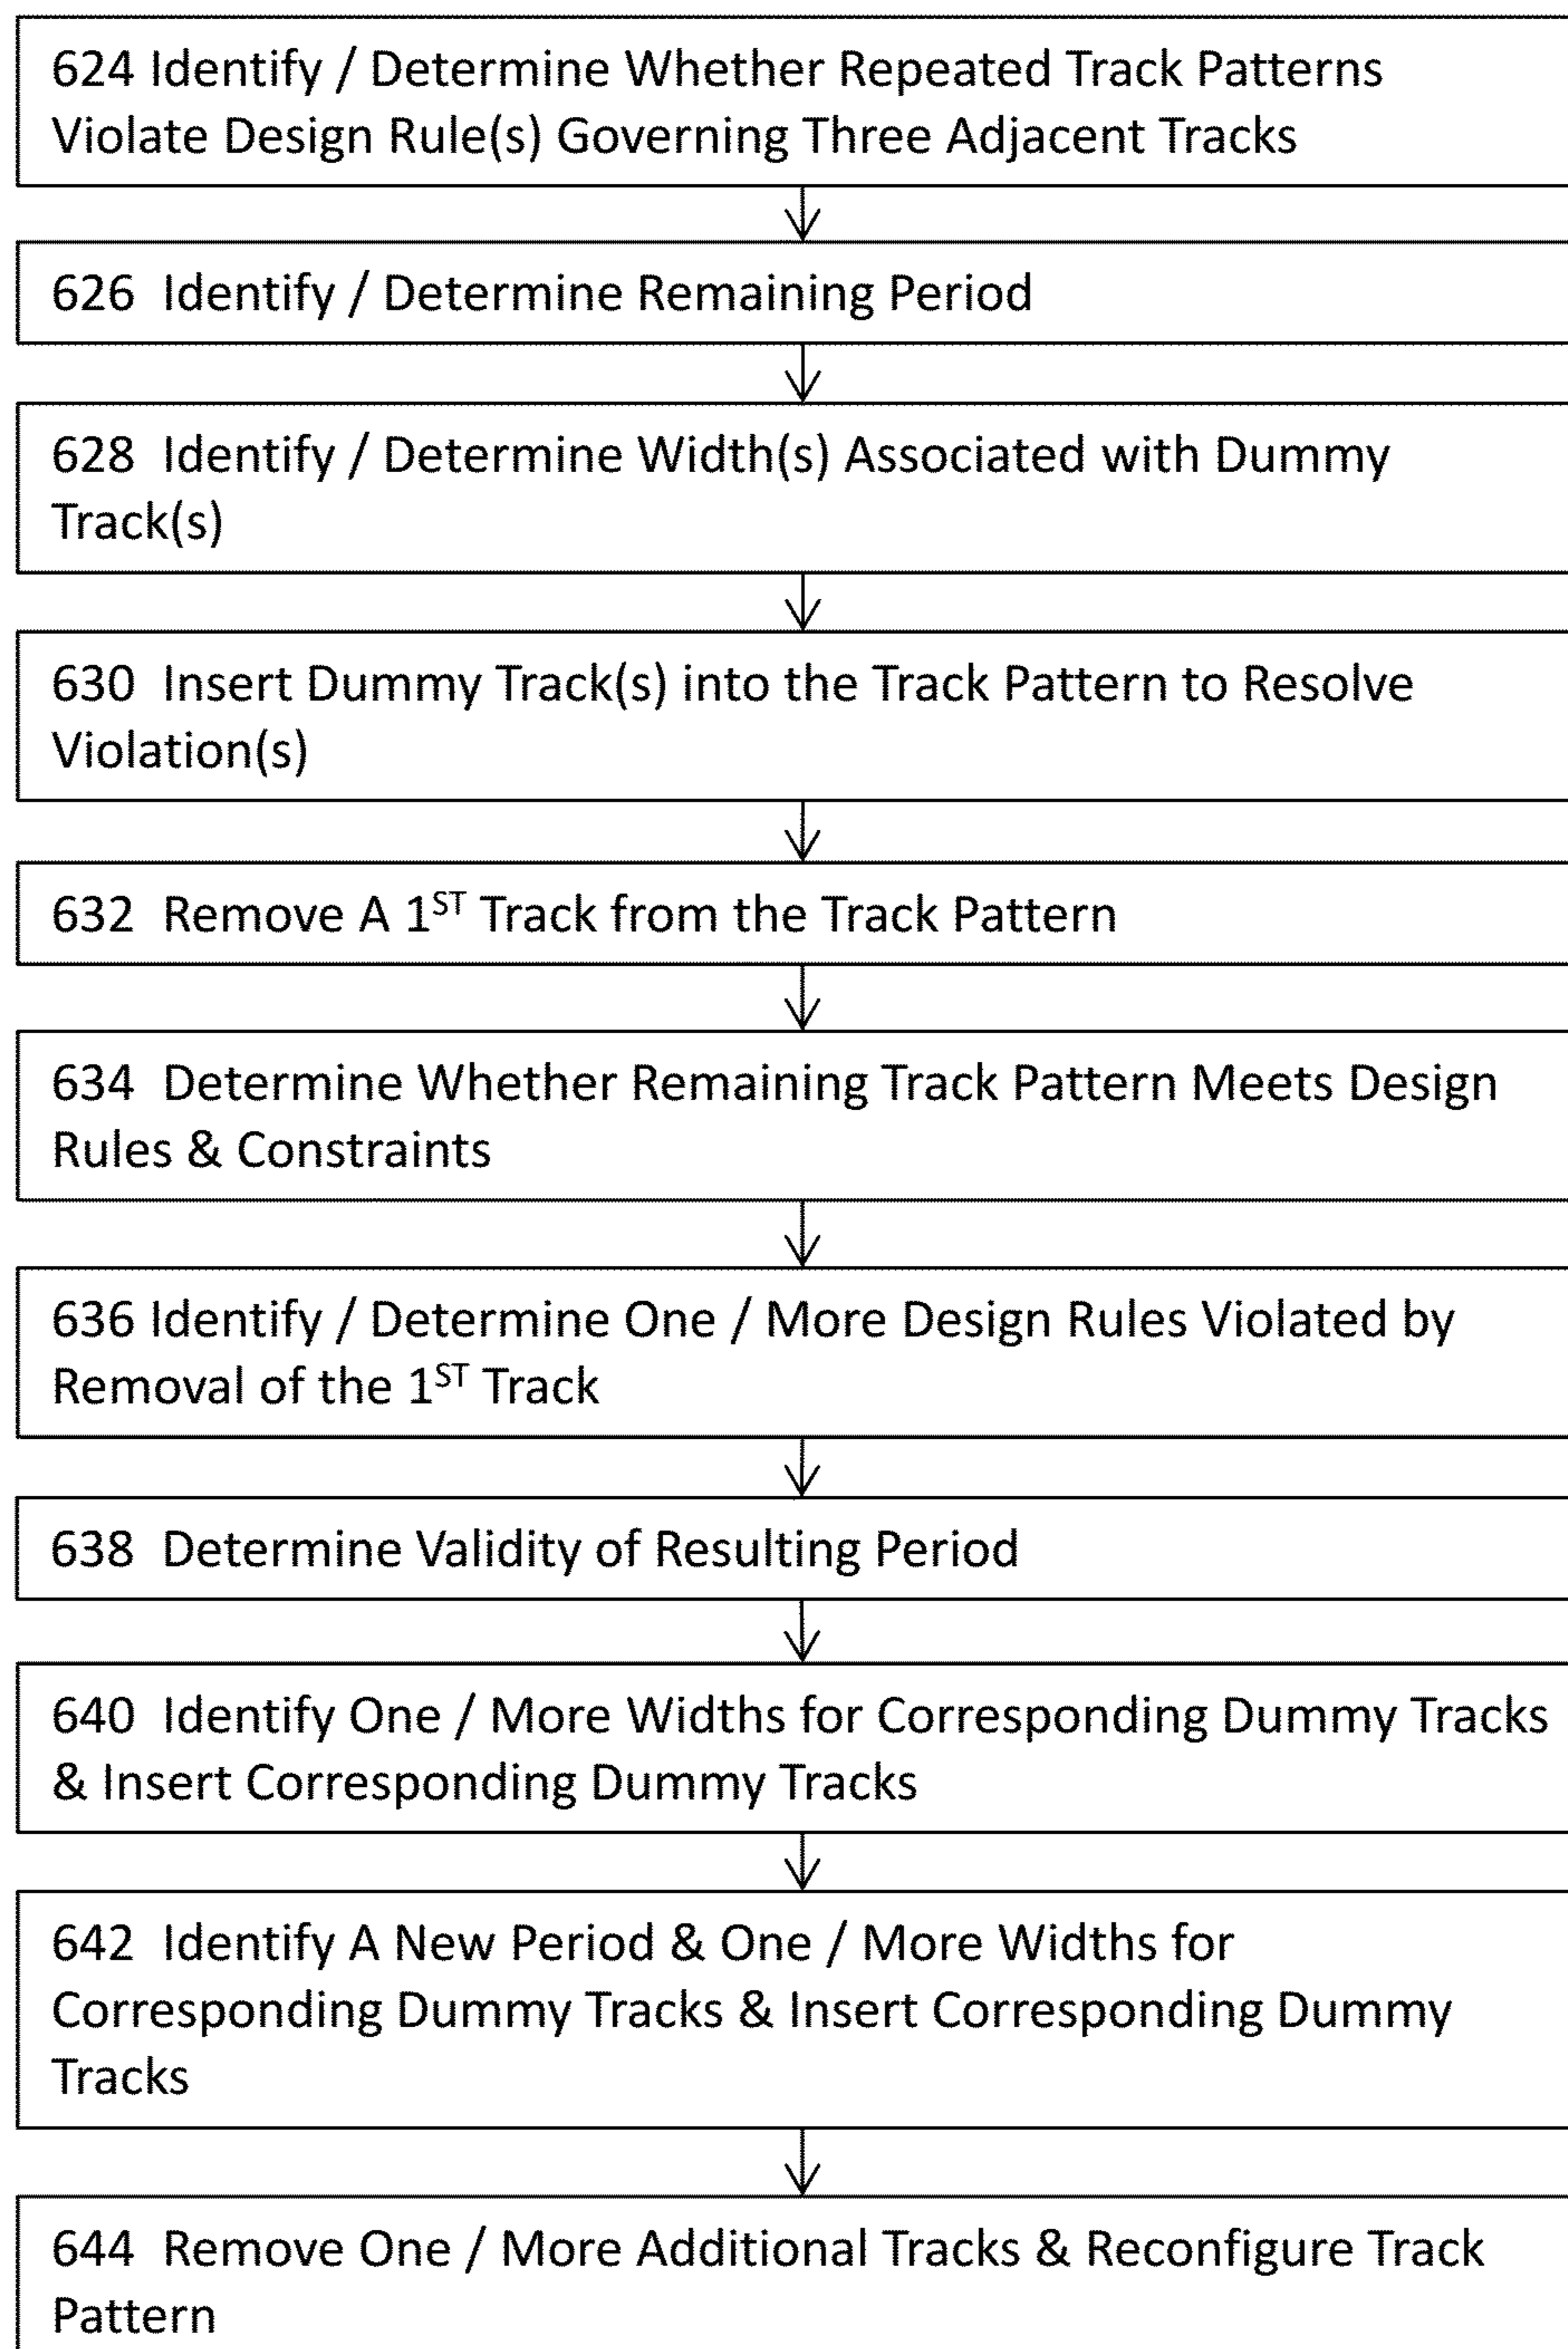 624 Identify / Determine Whether Repeated Track Patterns
Violate Design Rule(s) Governing Three Adjacent Tracks
626 Identify / Determine Remaining Period
628 Identify / Determine Width(s) Associated with Dummy
Track(s)
630 Insert Dummy Track(s) into the Track Pattern to Resolve
Violation(s)
632 Remove A 1ST Track from the Track Pattern
634 Determine Whether Remaining Track Pattern Meets Design
Rules & Constraints
636 Identify / Determine One / More Design Rules Violated by
Removal of the 1ST Track
638 Determine Validity of Resulting Period
640 Identify One / More Widths for Corresponding Dummy Tracks
& Insert Corresponding Dummy Tracks
642 Identify A New Period & One / More Widths for
Corresponding Dummy Tracks & Insert Corresponding Dummy
Tracks
644 Remove One / More Additional Tracks & Reconfigure Track
Pattern